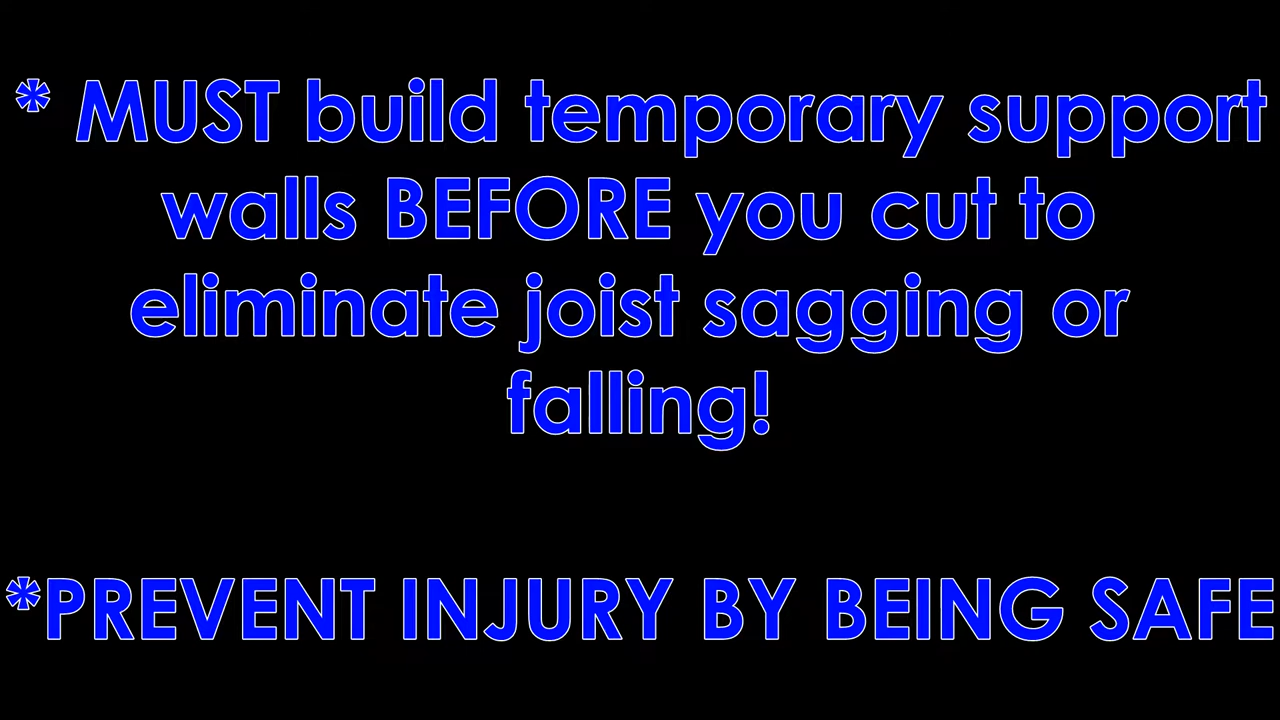 * MUST build temporary support
walls BEFORE you cut to
eliminate joist sagging or
falling!
*PREVENT INJURY BY BEING SAFE